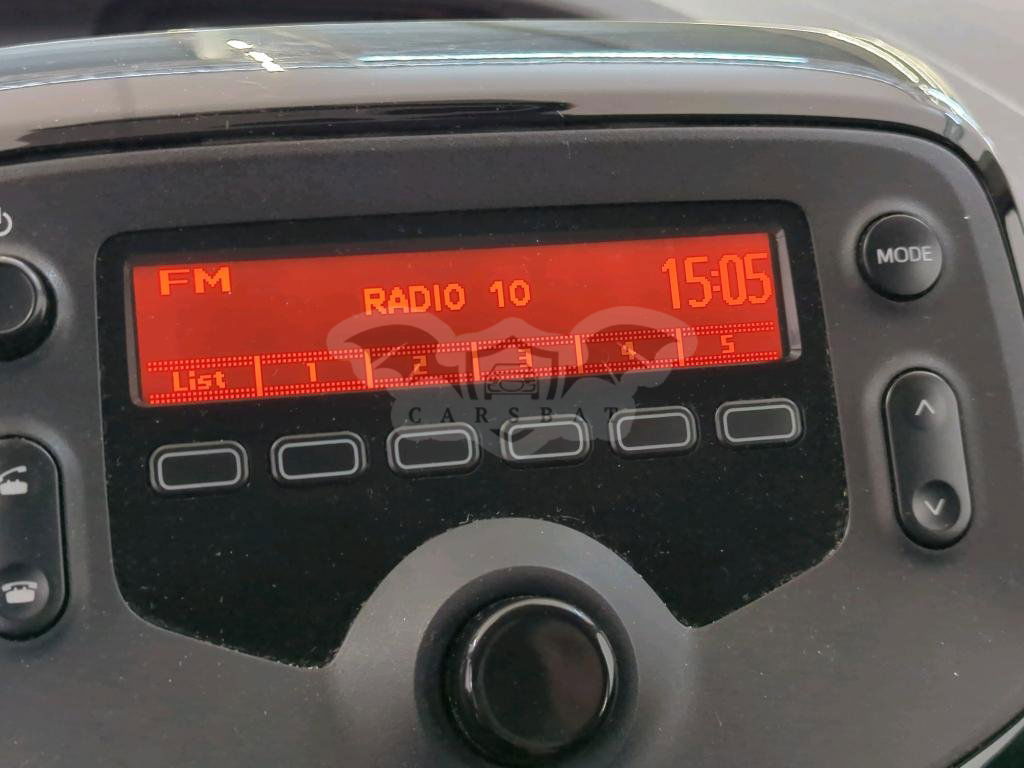 FM
RADIO 10
15:05
List 1 2 3 4 5
MODE
CARSBAT